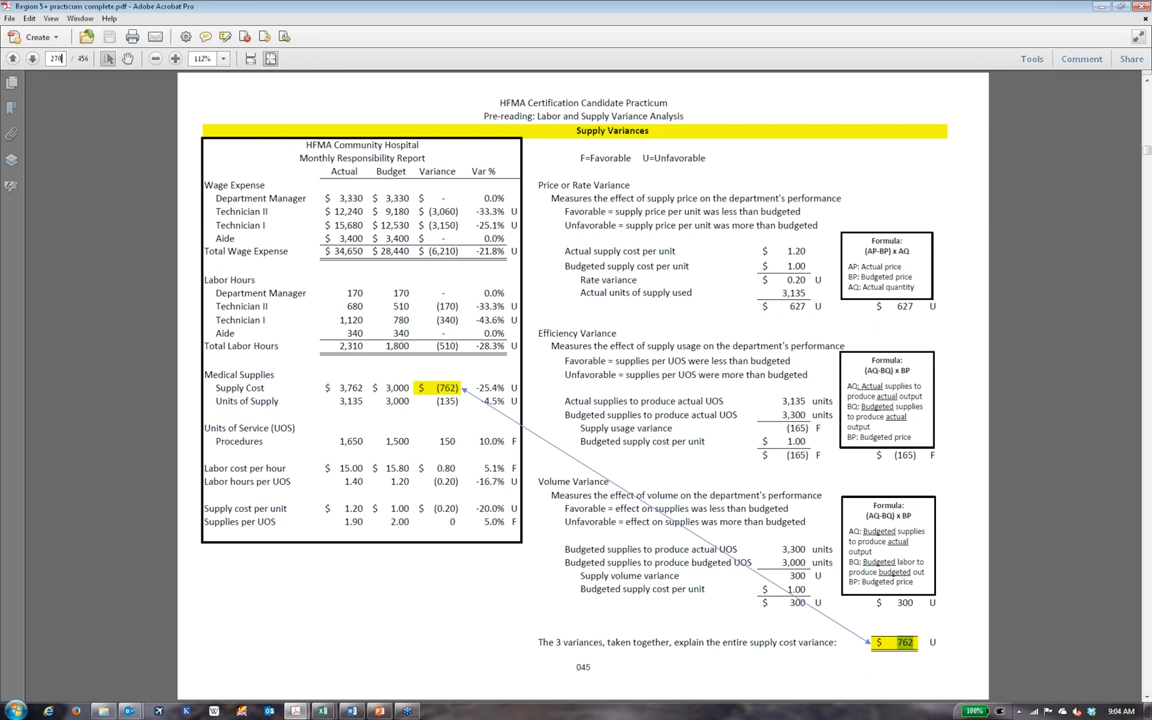 Region 5+ practicum complete.pdf - Adobe Acrobat Pro
File Edit View Window Help
Create
270 / 456 112%
Tools Comment Share
HFMA Certification Candidate Practicum
Pre-reading: Labor and Supply Variance Analysis
Supply Variances
HFMA Community Hospital
Monthly Responsibility Report
Actual Budget Variance Var %
Wage Expense
Department Manager $ 3,330 $ 3,330 $ - 0.0%
Technician II $ 12,240 $ 9,180 $ (3,060) -33.3% U
Technician I $ 15,680 $ 12,530 $ (3,150) -25.1% U
Aide $ 3,400 $ 3,400 $ - 0.0%
Total Wage Expense $ 34,650 $ 28,440 $ (6,210) -21.8% U
Labor Hours
Department Manager 170 170 - 0.0%
Technician II 680 510 (170) -33.3% U
Technician I 1,120 780 (340) -43.6% U
Aide 340 340 - 0.0%
Total Labor Hours 2,310 1,800 (510) -28.3% U
Medical Supplies
Supply Cost $ 3,762 $ 3,000 $ (762) -25.4% U
Units of Supply 3,135 3,000 (135) -4.5% U
Units of Service (UOS)
Procedures 1,650 1,500 150 10.0% F
Labor cost per hour $ 15.00 $ 15.80 $ 0.80 5.1% F
Labor hours per UOS 1.40 1.20 (0.20) -16.7% U
Supply cost per unit $ 1.20 $ 1.00 $ (0.20) -20.0% U
Supplies per UOS 1.90 2.00 0 5.0% F
F=Favorable U=Unfavorable
Price or Rate Variance
Measures the effect of supply price on the department's performance
Favorable = supply price per unit was less than budgeted
Unfavorable = supply price per unit was more than budgeted
Actual supply cost per unit $ 1.20
Budgeted supply cost per unit $ 1.00
Rate variance $ 0.20 U
Actual units of supply used 3,135
$ 627 U $ 627 U
Formula:
(AP-BP) x AQ
AP: Actual price
BP: Budgeted price
AQ: Actual quantity
Efficiency Variance
Measures the effect of supply usage on the department's performance
Favorable = supplies per UOS were less than budgeted
Unfavorable = supplies per UOS were more than budgeted
Actual supplies to produce actual UOS 3,135 units
Budgeted supplies to produce actual UOS 3,300 units
Supply usage variance (165) F
Budgeted supply cost per unit $ 1.00
$ (165) F $ (165) F
Formula:
(AQ-BQ) x BP
AQ: Actual supplies to
produce actual output
BQ: Budgeted supplies
to produce actual
output
BP: Budgeted price
Volume Variance
Measures the effect of volume on the department's performance
Favorable = effect on supplies was less than budgeted
Unfavorable = effect on supplies was more than budgeted
Budgeted supplies to produce actual UOS 3,300 units
Budgeted supplies to produce budgeted UOS 3,000 units
Supply volume variance 300 U
Budgeted supply cost per unit $ 1.00
$ 300 U $ 300 U
Formula:
(AQ-BQ) x BP
AQ: Budgeted supplies
to produce actual
output
BQ: Budgeted labor to
produce budgeted out
BP: Budgeted price
The 3 variances, taken together, explain the entire supply cost variance: $ 762 U
045
100% 9:04 AM